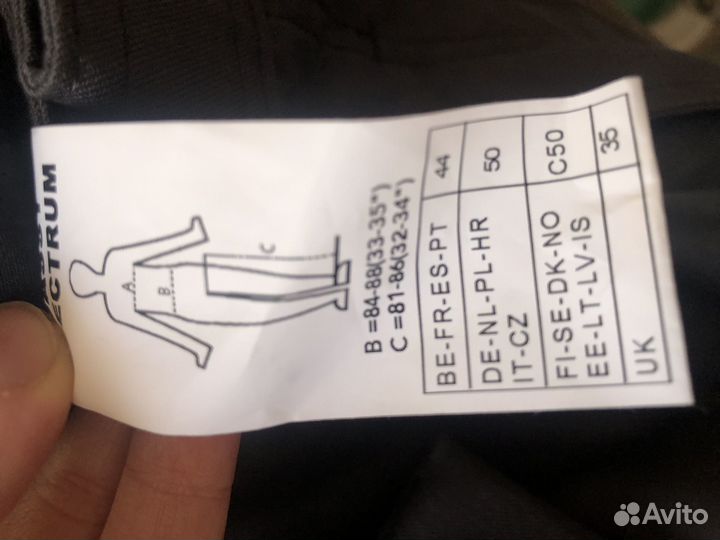 ECTRUM
A
B
C
B =84-88(33-35")
C =81-86(32-34")
BE-FR-ES-PT 44
DE-NL-PL-HR
IT-CZ 50
FI-SE-DK-NO
EE-LT-LV-IS C50
UK 35
Avito